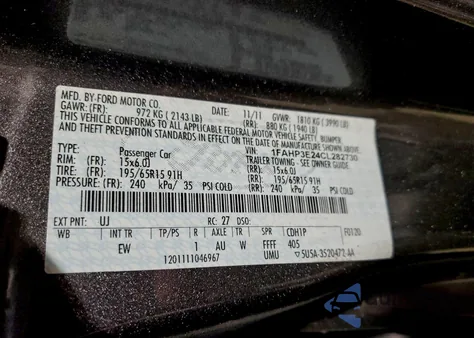 MFD. BY-FORD MOTOR CO.
DATE: 11/11 GVWR: 1810 KG ( 3990 LB)
GAWR: (FR): 972 KG ( 2143 LB) (RR): 880 KG ( 1940 LB)
THIS VEHICLE CONFORMS TO ALL APPLICABLE FEDERAL MOTOR VEHICLE SAFETY, BUMPER,
AND THEFT PREVENTION STANDARDS IN EFFECT ON THE DATE OF MANUFACTURE SHOWN ABOVE.
VIN: 1FAHP3E24CL282730
TYPE: Passenger Car TRAILER TOWING - SEE OWNERS GUIDE
RIM: (FR): 15x6.0J (RR): 15x6.0J
TIRE: (FR): 195/65R15 91H (RR): 195/65R15 91H
PRESSURE: (FR): 240 kPa/ 35 PSI COLD (RR): 240 kPa/ 35 PSI COLD
EXT PNT: UJ RC: 27 DSO:
WB INT TR TP/PS R AXLE TR SPR CDH1P F0120
EW 1 AU W FFFF 405
1201111046967 UMU 5U5A-3520472-AA